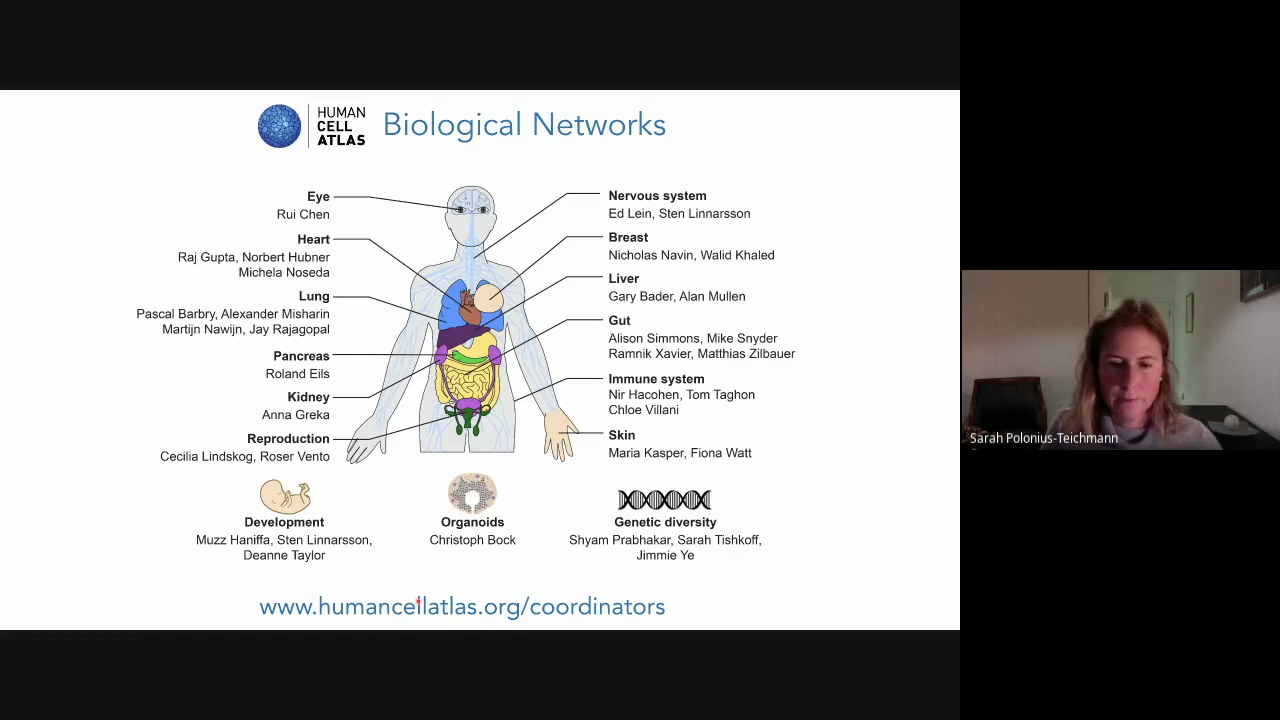 HUMAN
CELL
ATLAS
Biological Networks
Eye
Rui Chen
Heart
Raj Gupta, Norbert Hubner
Michela Noseda
Lung
Pascal Barbry, Alexander Misharin
Martijn Nawijn, Jay Rajagopal
Pancreas
Roland Eils
Kidney
Anna Greka
Reproduction
Cecilia Lindskog, Roser Vento
Nervous system
Ed Lein, Sten Linnarsson
Breast
Nicholas Navin, Walid Khaled
Liver
Gary Bader, Alan Mullen
Gut
Alison Simmons, Mike Snyder
Ramnik Xavier, Matthias Zilbauer
Immune system
Nir Hacohen, Tom Taghon
Chloe Villani
Skin
Maria Kasper, Fiona Watt
Development
Muzz Haniffa, Sten Linnarsson,
Deanne Taylor
Organoids
Christoph Bock
Genetic diversity
Shyam Prabhakar, Sarah Tishkoff,
Jimmie Ye
www.humancellatlas.org/coordinators
Sarah Polonius-Teichmann